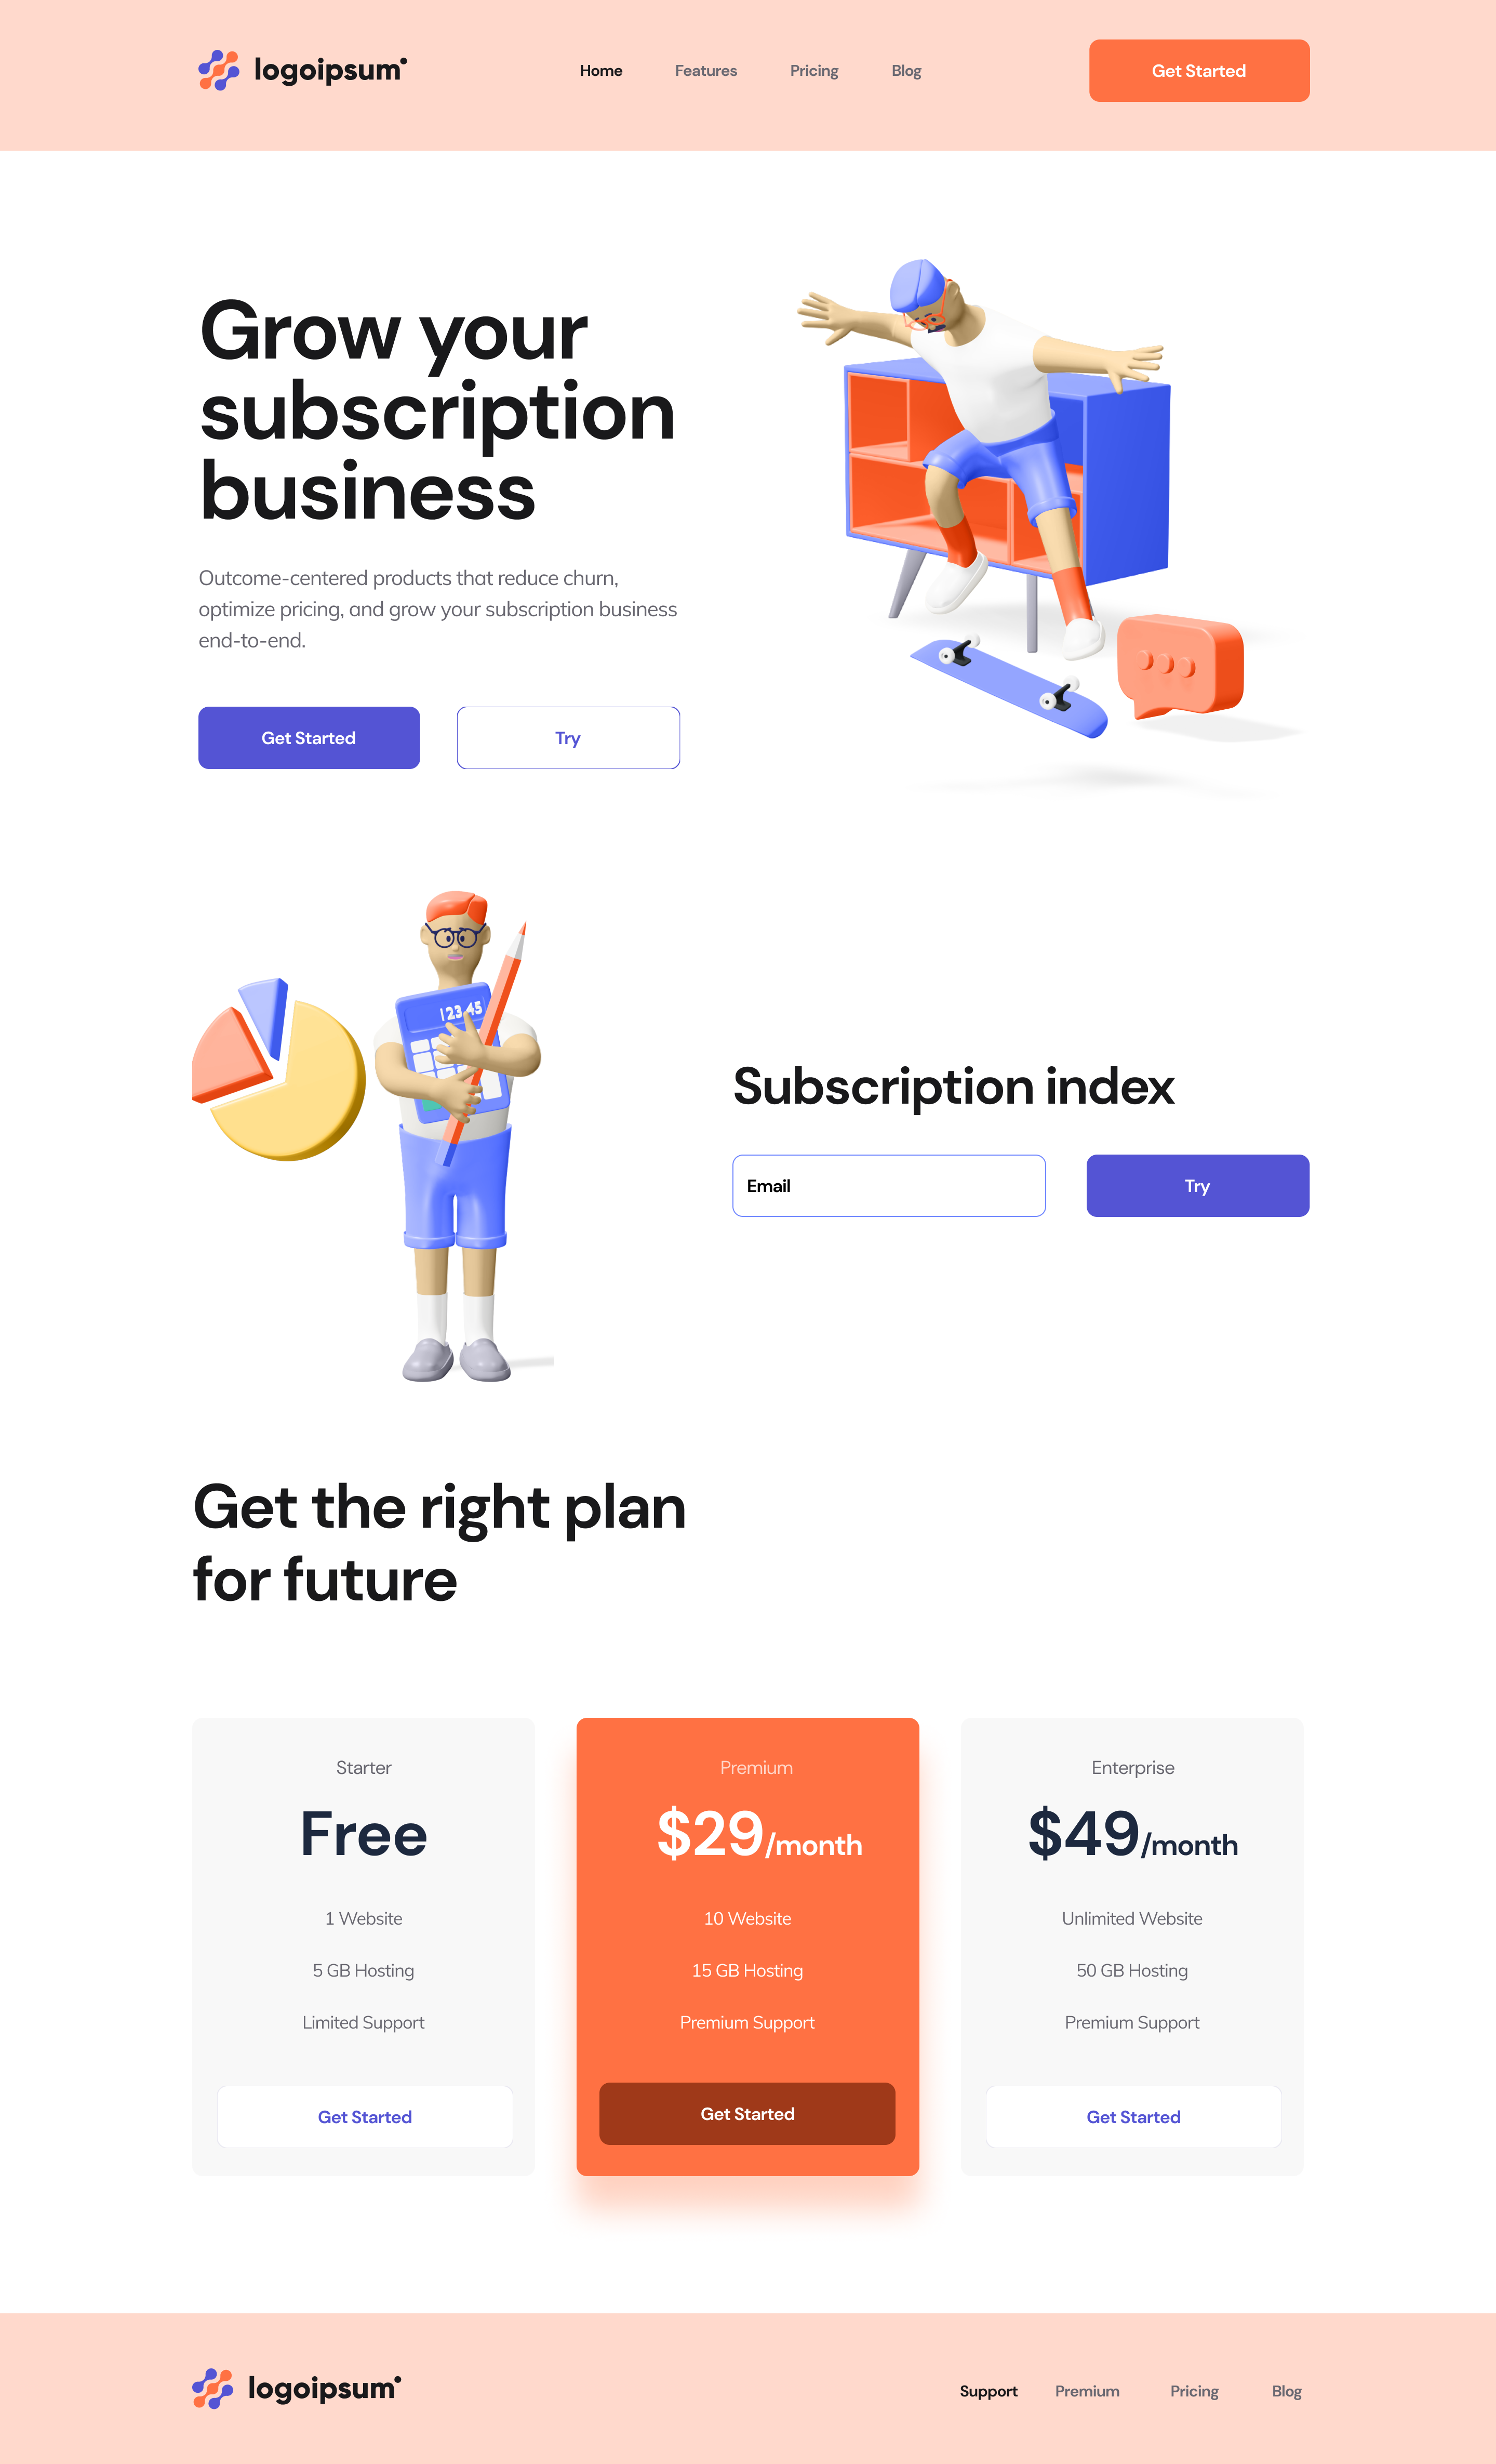 logoipsum
Home Features Pricing Blog
Get Started
Grow your
subscription
business
Outcome-centered products that reduce churn,
optimize pricing, and grow your subscription business
end-to-end.
Get Started Try
123.45
Subscription index
Email Try
Get the right plan
for future
Starter
Free
1 Website
5 GB Hosting
Limited Support
Get Started
Premium
$29/month
10 Website
15 GB Hosting
Premium Support
Get Started
Enterprise
$49/month
Unlimited Website
50 GB Hosting
Premium Support
Get Started
logoipsum
Support Premium Pricing Blog